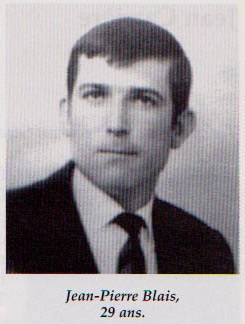 Jean-Pierre Blais,
29 ans.